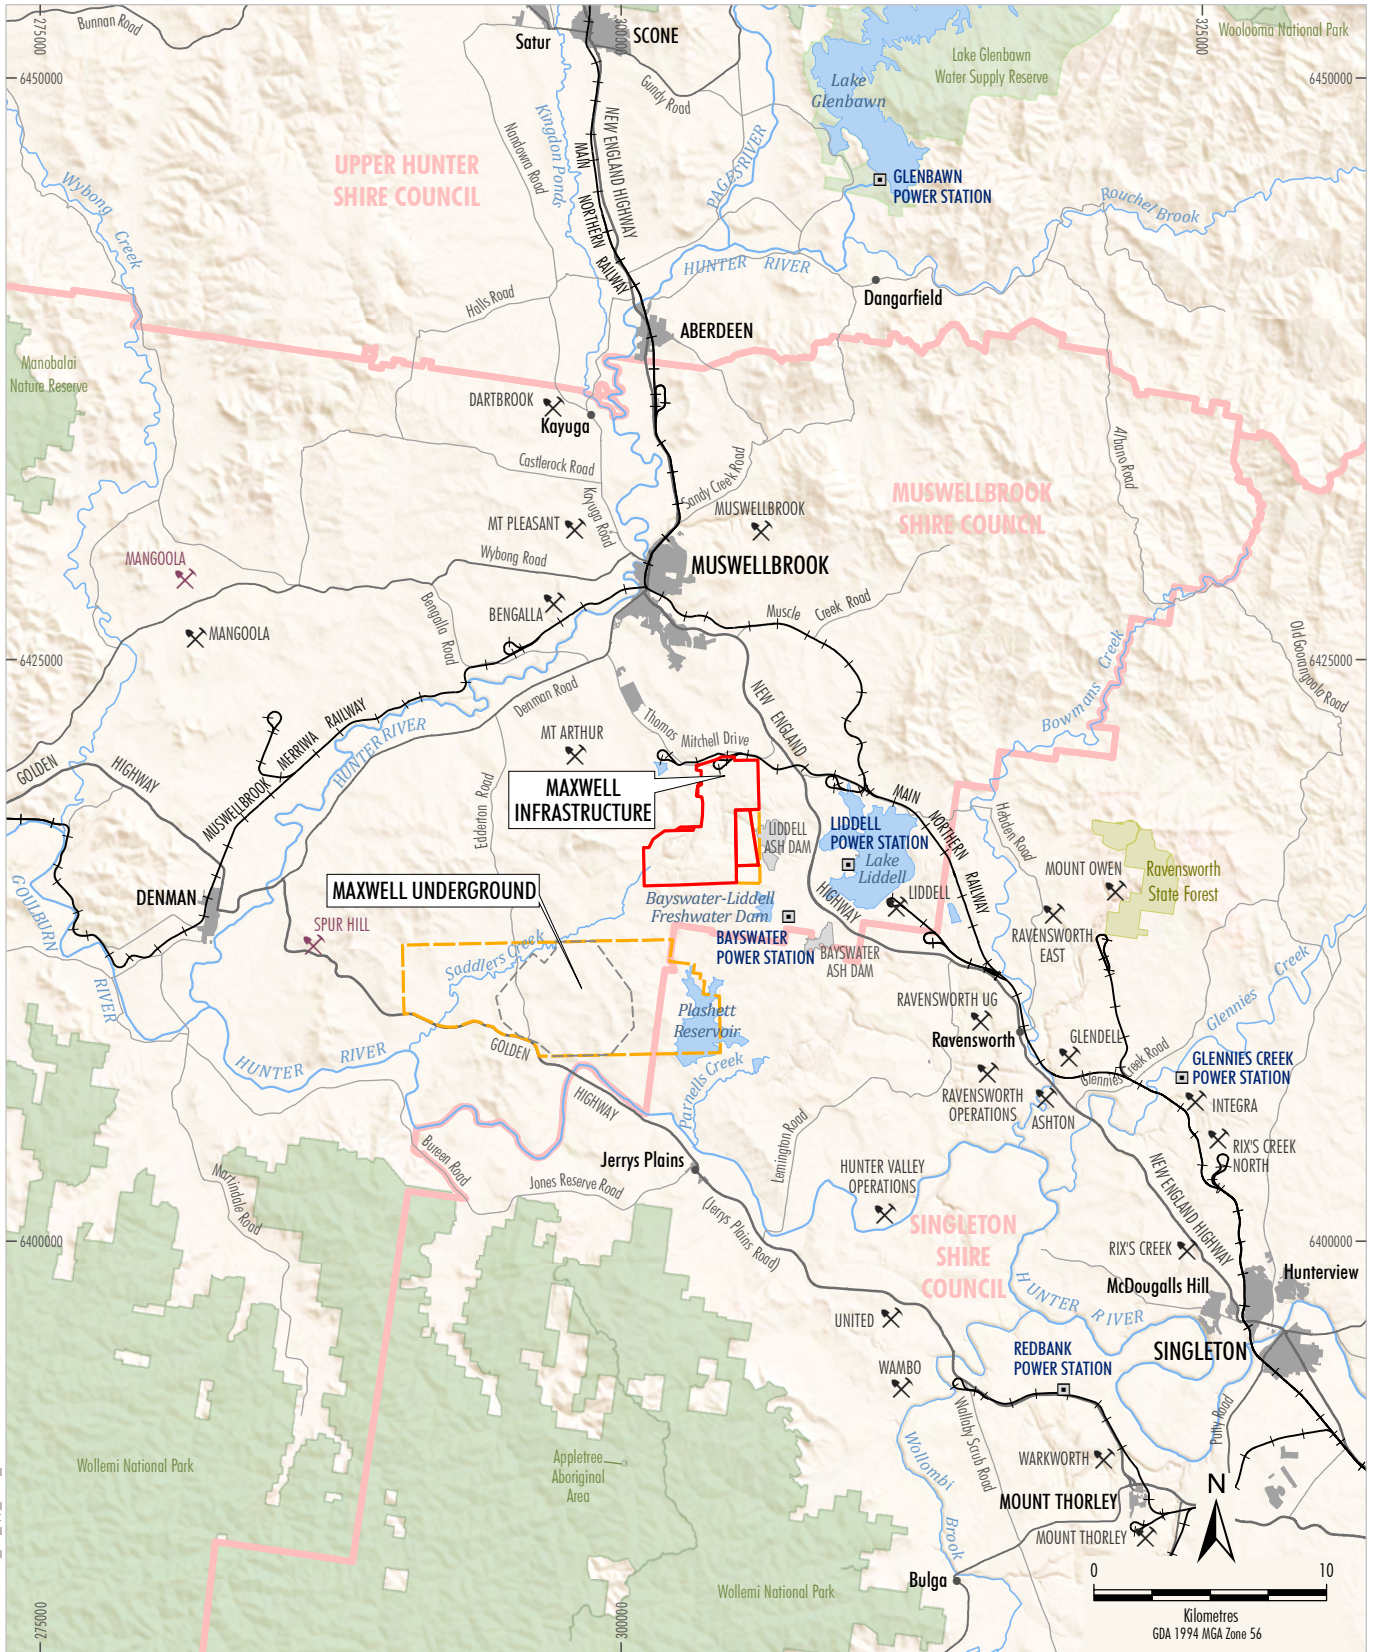 275000
300000
325000
Bunnan Road
Satur
SCONE
Woolooma National Park
Lake Glenbawn
Water Supply Reserve
6450000
6450000
Gundy Road
Lake
Glenbawn
Kingdon Ponds
Nandowra Road
NEW ENGLAND HIGHWAY
MAIN NORTHERN RAILWAY
PAGES RIVER
UPPER HUNTER
SHIRE COUNCIL
GLENBAWN
POWER STATION
Wybong Creek
Rouchel Brook
HUNTER RIVER
Dangarfield
Halls Road
ABERDEEN
Manobalai
Nature Reserve
DARTBROOK
Kayuga
Albano Road
Castlerock Road
Sandy Creek Road
Kayuga Road
MUSWELLBROOK
SHIRE COUNCIL
MT PLEASANT
MUSWELLBROOK
Wybong Road
MANGOOLA
MUSWELLBROOK
Bengalla Road
BENGALLA
Muscle Creek Road
MANGOOLA
Old Goorangoola Road
6425000
6425000
Bowmans Creek
Denman Road
NEW ENGLAND
HIGHWAY
MUSWELLBROOK MERRIWA RAILWAY
HUNTER RIVER
MT ARTHUR
Thomas Mitchell Drive
GOLDEN HIGHWAY
Edderton Road
MAXWELL
INFRASTRUCTURE
MAIN NORTHERN RAILWAY
Hebden Road
LIDDELL
ASH DAM
LIDDELL
POWER STATION
Lake
Liddell
MOUNT OWEN
Ravensworth
State Forest
GOULBURN RIVER
DENMAN
MAXWELL UNDERGROUND
Bayswater-Liddell
Freshwater Dam
LIDDELL
SPUR HILL
BAYSWATER
POWER STATION
BAYSWATER
ASH DAM
RAVENSWORTH
EAST
Saddlers Creek
Glennies Creek
RAVENSWORTH UG
Plashett
Reservoir
Ravensworth
GLENDELL
GOLDEN
HIGHWAY
HUNTER RIVER
Parnells Creek
Glennies Creek Road
GLENNIES CREEK
POWER STATION
RAVENSWORTH
OPERATIONS
ASHTON
INTEGRA
Lemington Road
Bureen Road
Jerrys Plains
RIX'S CREEK
NORTH
HUNTER VALLEY
OPERATIONS
Martindale Road
Jones Reserve Road
NEW ENGLAND HIGHWAY
(Jerrys Plains Road)
SINGLETON
SHIRE
COUNCIL
6400000
6400000
RIX'S CREEK
Hunterview
McDougalls Hill
HUNTER RIVER
UNITED
SINGLETON
REDBANK
POWER STATION
WAMBO
Wallaby Scrub Road
Putty Road
Wollombi Brook
WARKWORTH
Wollemi National Park
Appletree
Aboriginal
Area
MOUNT THORLEY
N
MOUNT THORLEY
Bulga
Wollemi National Park
0
10
Kilometres
GDA 1994 MGA Zone 56
275000
300000